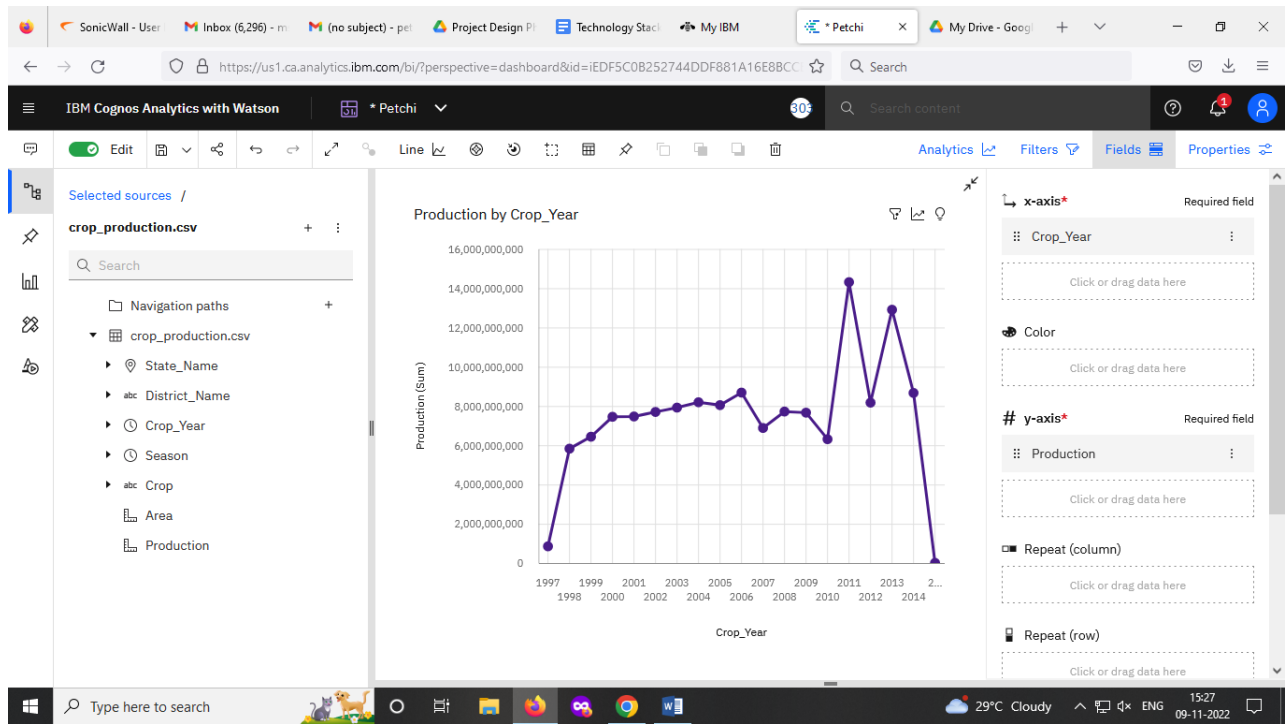 SonicWall - User
Inbox (6,296) - m
(no subject) - pet
Project Design Ph
Technology Stack
My IBM
* Petchi
My Drive - Googl
https://us1.ca.analytics.ibm.com/bi/?perspective=dashboard&id=iEDF5C0B252744DDF881A16E8BCC
Search
IBM Cognos Analytics with Watson
* Petchi
303
Search content
1
Edit
Line
Analytics
Filters
Fields
Properties
Selected sources /
crop_production.csv
Search
Navigation paths
crop_production.csv
State_Name
abc District_Name
Crop_Year
Season
abc Crop
Area
Production
Production by Crop_Year
Production (Sum)
16,000,000,000
14,000,000,000
12,000,000,000
10,000,000,000
8,000,000,000
6,000,000,000
4,000,000,000
2,000,000,000
0
1997 1999 2001 2003 2005 2007 2009 2011 2013 2...
1998 2000 2002 2004 2006 2008 2010 2012 2014
Crop_Year
x-axis* Required field
Crop_Year
Click or drag data here
Color
Click or drag data here
# y-axis* Required field
Production
Click or drag data here
Repeat (column)
Click or drag data here
Repeat (row)
Click or drag data here
Type here to search
29°C Cloudy
ENG
15:27
09-11-2022